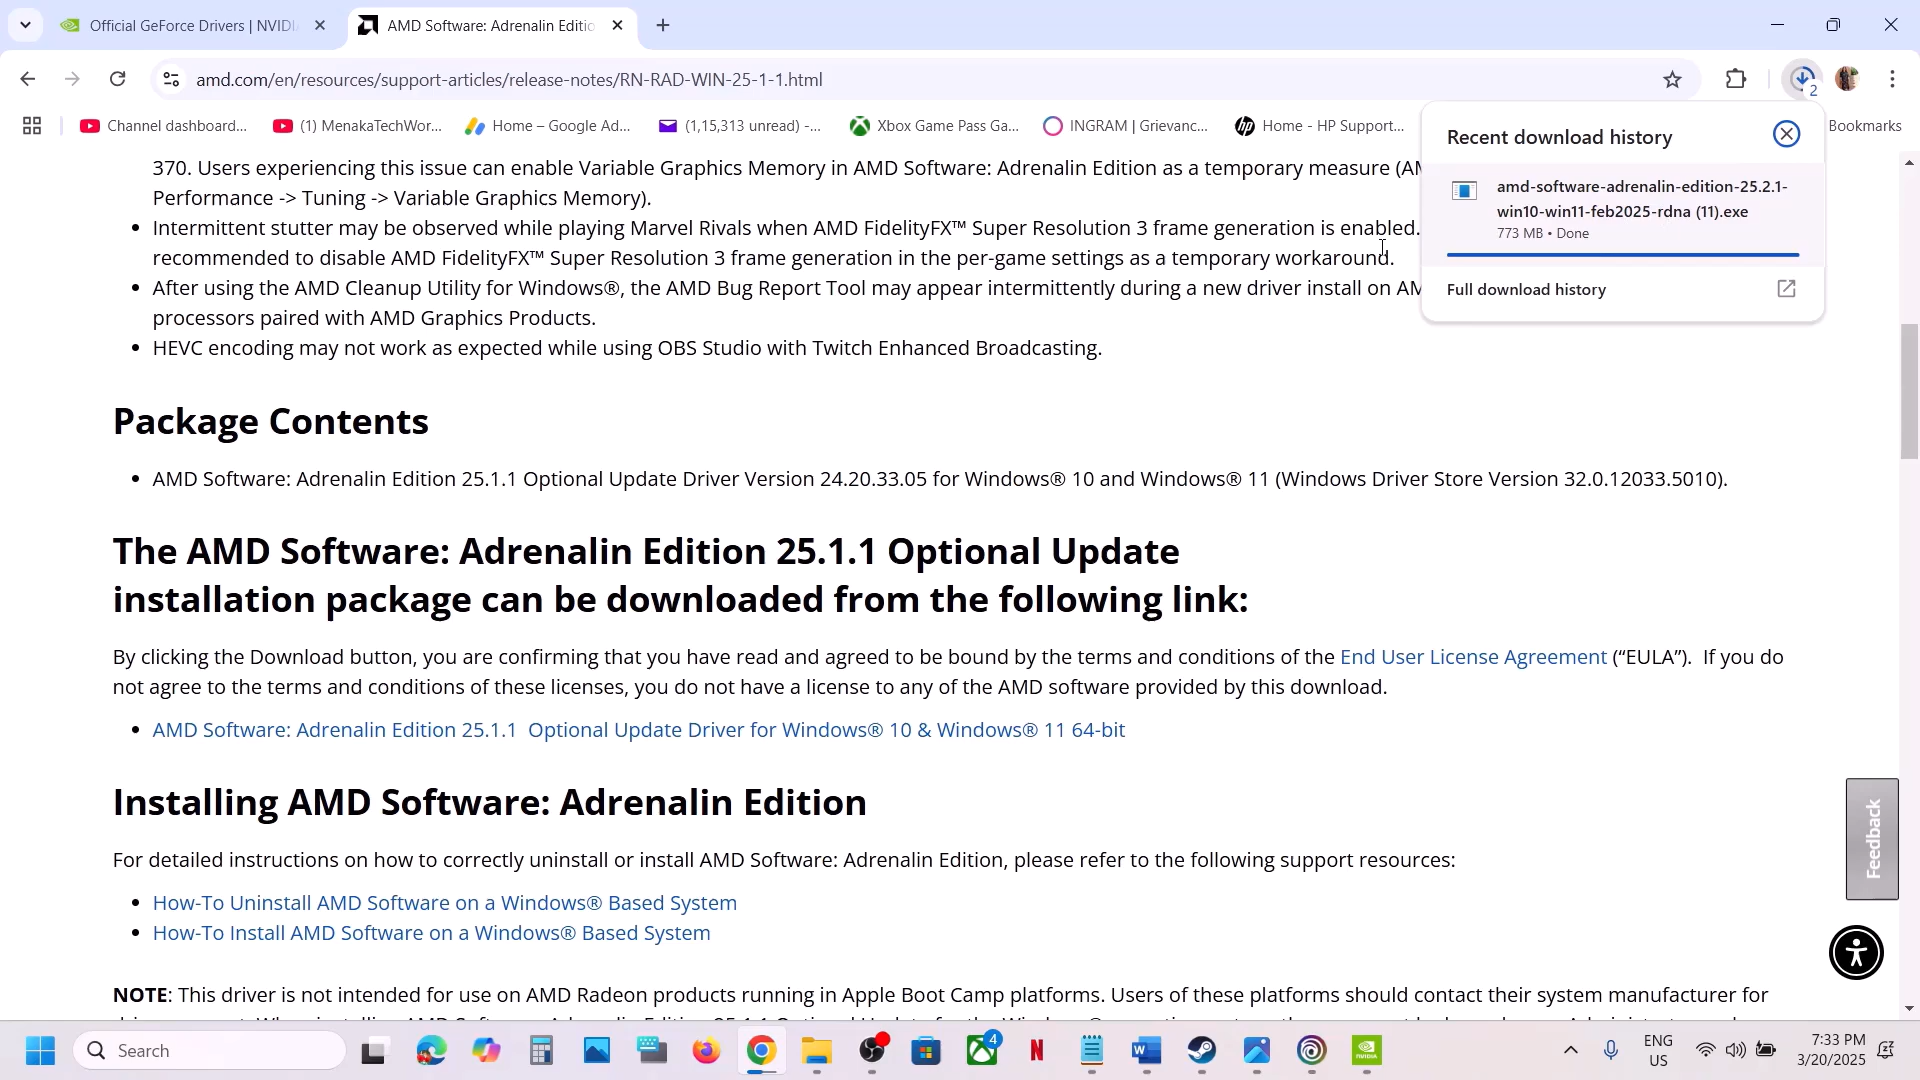 Official GeForce Drivers | NVIDI
AMD Software: Adrenalin Editio
amd.com/en/resources/support-articles/release-notes/RN-RAD-WIN-25-1-1.html
2
Channel dashboard...
(1) MenakaTechWor...
Home – Google Ad...
(1,15,313 unread) -...
Xbox Game Pass Ga...
INGRAM | Grievanc...
Home - HP Support...
Bookmarks
Recent download history
amd-software-adrenalin-edition-25.2.1-
win10-win11-feb2025-rdna (11).exe
773 MB • Done
Full download history
370. Users experiencing this issue can enable Variable Graphics Memory in AMD Software: Adrenalin Edition as a temporary measure (AM
Performance -> Tuning -> Variable Graphics Memory).
• Intermittent stutter may be observed while playing Marvel Rivals when AMD FidelityFX™ Super Resolution 3 frame generation is enabled.
recommended to disable AMD FidelityFX™ Super Resolution 3 frame generation in the per-game settings as a temporary workaround.
• After using the AMD Cleanup Utility for Windows®, the AMD Bug Report Tool may appear intermittently during a new driver install on AM
processors paired with AMD Graphics Products.
• HEVC encoding may not work as expected while using OBS Studio with Twitch Enhanced Broadcasting.
Package Contents
• AMD Software: Adrenalin Edition 25.1.1 Optional Update Driver Version 24.20.33.05 for Windows® 10 and Windows® 11 (Windows Driver Store Version 32.0.12033.5010).
The AMD Software: Adrenalin Edition 25.1.1 Optional Update
installation package can be downloaded from the following link:
By clicking the Download button, you are confirming that you have read and agreed to be bound by the terms and conditions of the End User License Agreement (“EULA”).  If you do
not agree to the terms and conditions of these licenses, you do not have a license to any of the AMD software provided by this download.
• AMD Software: Adrenalin Edition 25.1.1  Optional Update Driver for Windows® 10 & Windows® 11 64-bit
Installing AMD Software: Adrenalin Edition
For detailed instructions on how to correctly uninstall or install AMD Software: Adrenalin Edition, please refer to the following support resources:
• How-To Uninstall AMD Software on a Windows® Based System
• How-To Install AMD Software on a Windows® Based System
NOTE: This driver is not intended for use on AMD Radeon products running in Apple Boot Camp platforms. Users of these platforms should contact their system manufacturer for
Feedback
Search
4
ENG
US
7:33 PM
3/20/2025